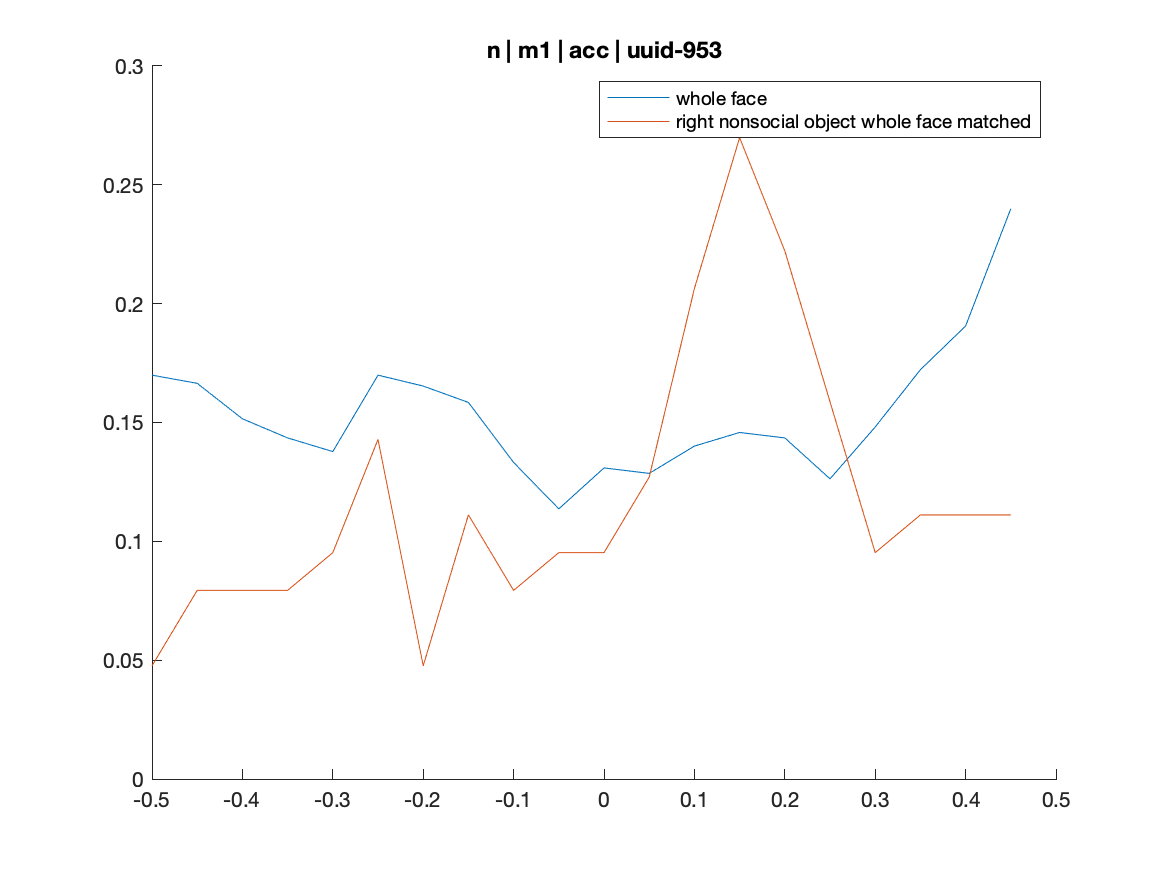 n | m1 | acc | uuid-953
whole face
right nonsocial object whole face matched
0.3
0.25
0.2
0.15
0.1
0.05
0
-0.5 -0.4 -0.3 -0.2 -0.1 0 0.1 0.2 0.3 0.4 0.5